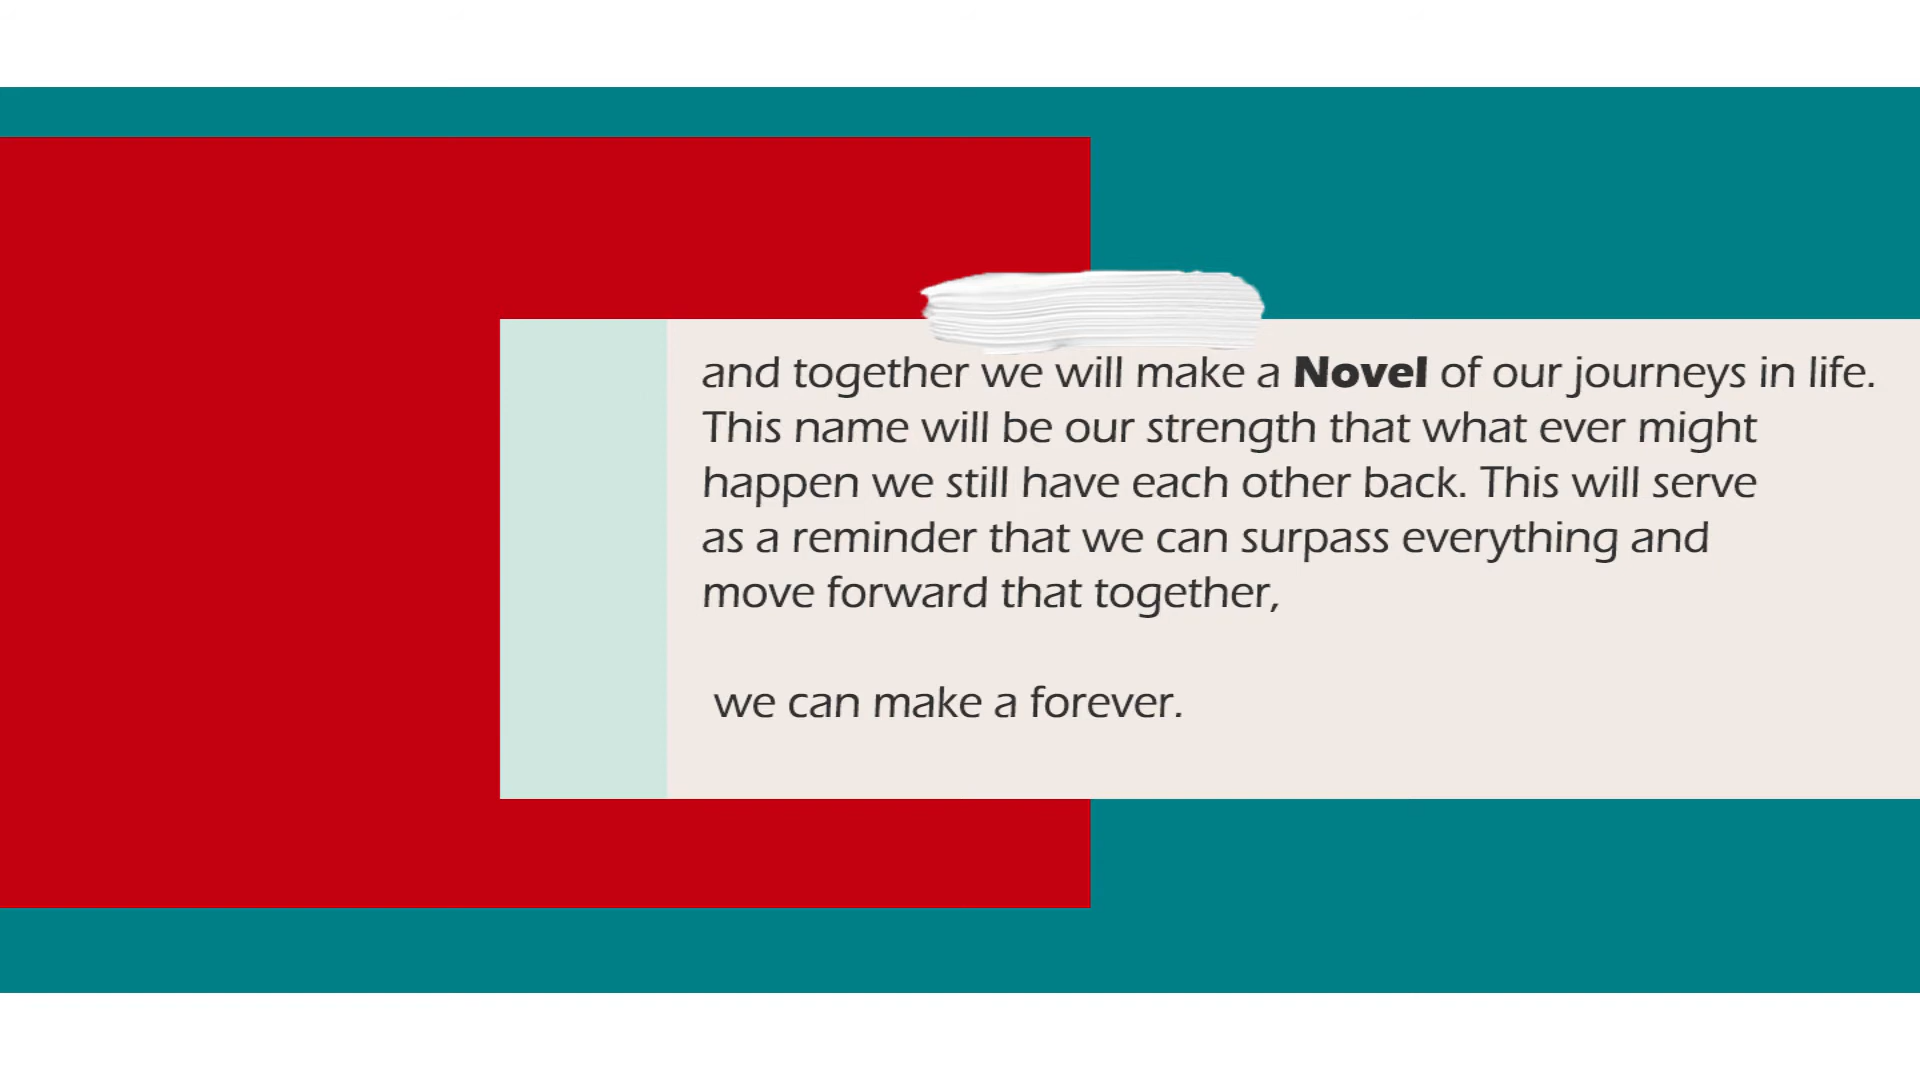 and together we will make a Novel of our journeys in life.
This name will be our strength that what ever might
happen we still have each other back. This will serve
as a reminder that we can surpass everything and
move forward that together,
we can make a forever.